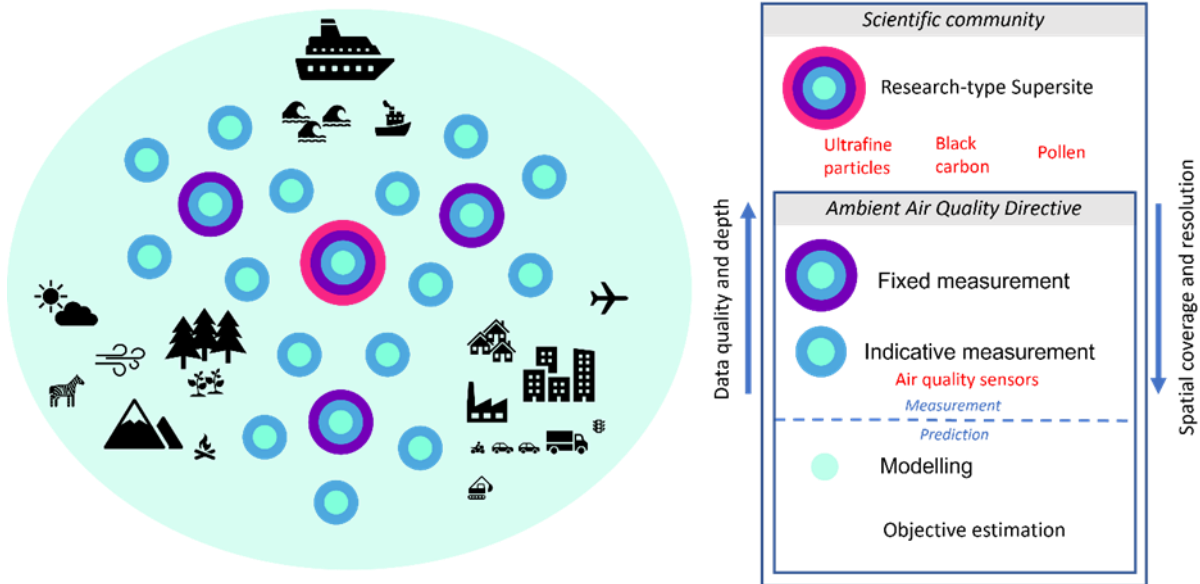 Scientific community
Research-type Supersite
Ultrafine
particles
Black
carbon
Pollen
Ambient Air Quality Directive
Fixed measurement
Indicative measurement
Air quality sensors
Measurement
Prediction
Modelling
Objective estimation
Data quality and depth
Spatial coverage and resolution